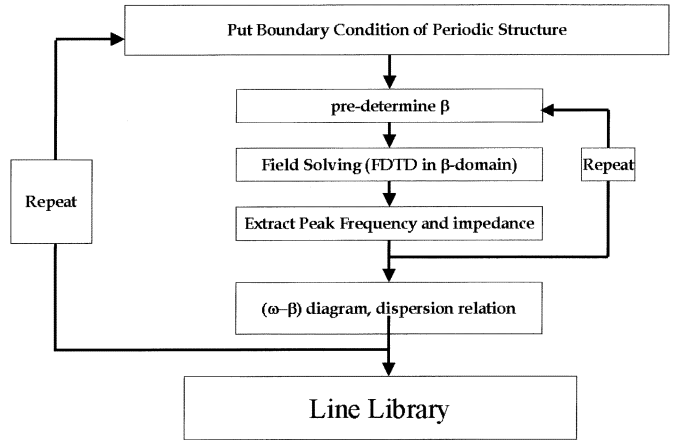 Put Boundary Condition of Periodic Structure
pre-determine β
Field Solving (FDTD in β-domain)
Repeat
Repeat
Extract Peak Frequency and impedance
(ω–β) diagram, dispersion relation
Line Library